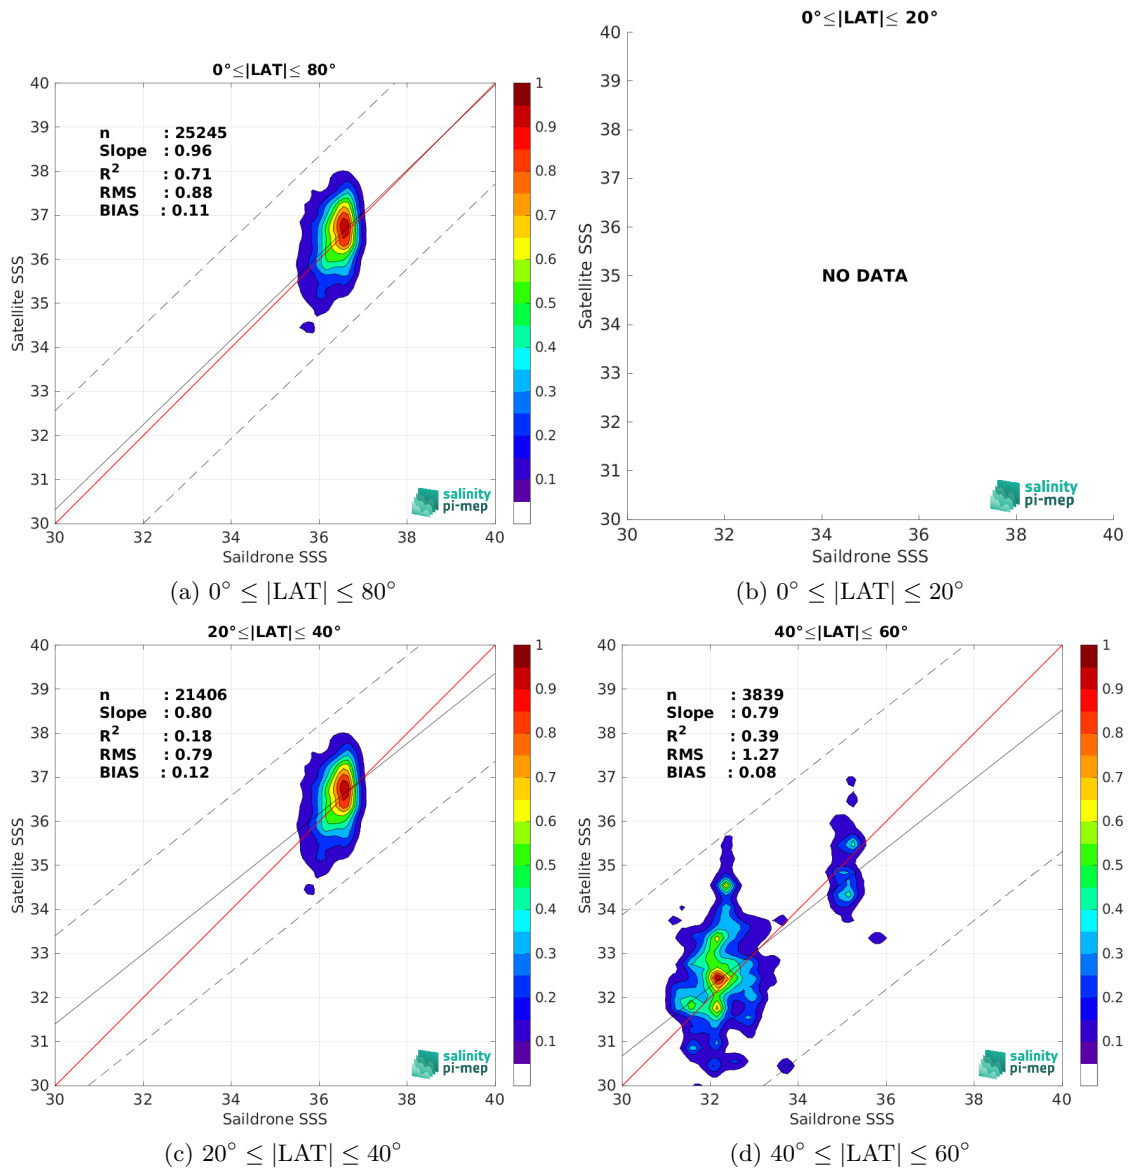 0°≤|LAT|≤ 80°
40
39
38
37
36
35
34
33
32
31
30
n : 25245
Slope : 0.96
R² : 0.71
RMS : 0.88
BIAS : 0.11
Satellite SSS
30 32 34 36 38 40
Saildrone SSS
salinity
pi-mep
1
0.9
0.8
0.7
0.6
0.5
0.4
0.3
0.2
0.1
(a) 0° ≤ |LAT| ≤ 80°
0°≤|LAT|≤ 20°
40
39
38
37
36
35
34
33
32
31
30
Satellite SSS
NO DATA
30 32 34 36 38 40
Saildrone SSS
salinity
pi-mep
(b) 0° ≤ |LAT| ≤ 20°
20°≤|LAT|≤ 40°
40
39
38
37
36
35
34
33
32
31
30
n : 21406
Slope : 0.80
R² : 0.18
RMS : 0.79
BIAS : 0.12
Satellite SSS
30 32 34 36 38 40
Saildrone SSS
salinity
pi-mep
1
0.9
0.8
0.7
0.6
0.5
0.4
0.3
0.2
0.1
(c) 20° ≤ |LAT| ≤ 40°
40°≤|LAT|≤ 60°
40
39
38
37
36
35
34
33
32
31
30
n : 3839
Slope : 0.79
R² : 0.39
RMS : 1.27
BIAS : 0.08
Satellite SSS
30 32 34 36 38 40
Saildrone SSS
salinity
pi-mep
1
0.9
0.8
0.7
0.6
0.5
0.4
0.3
0.2
0.1
(d) 40° ≤ |LAT| ≤ 60°